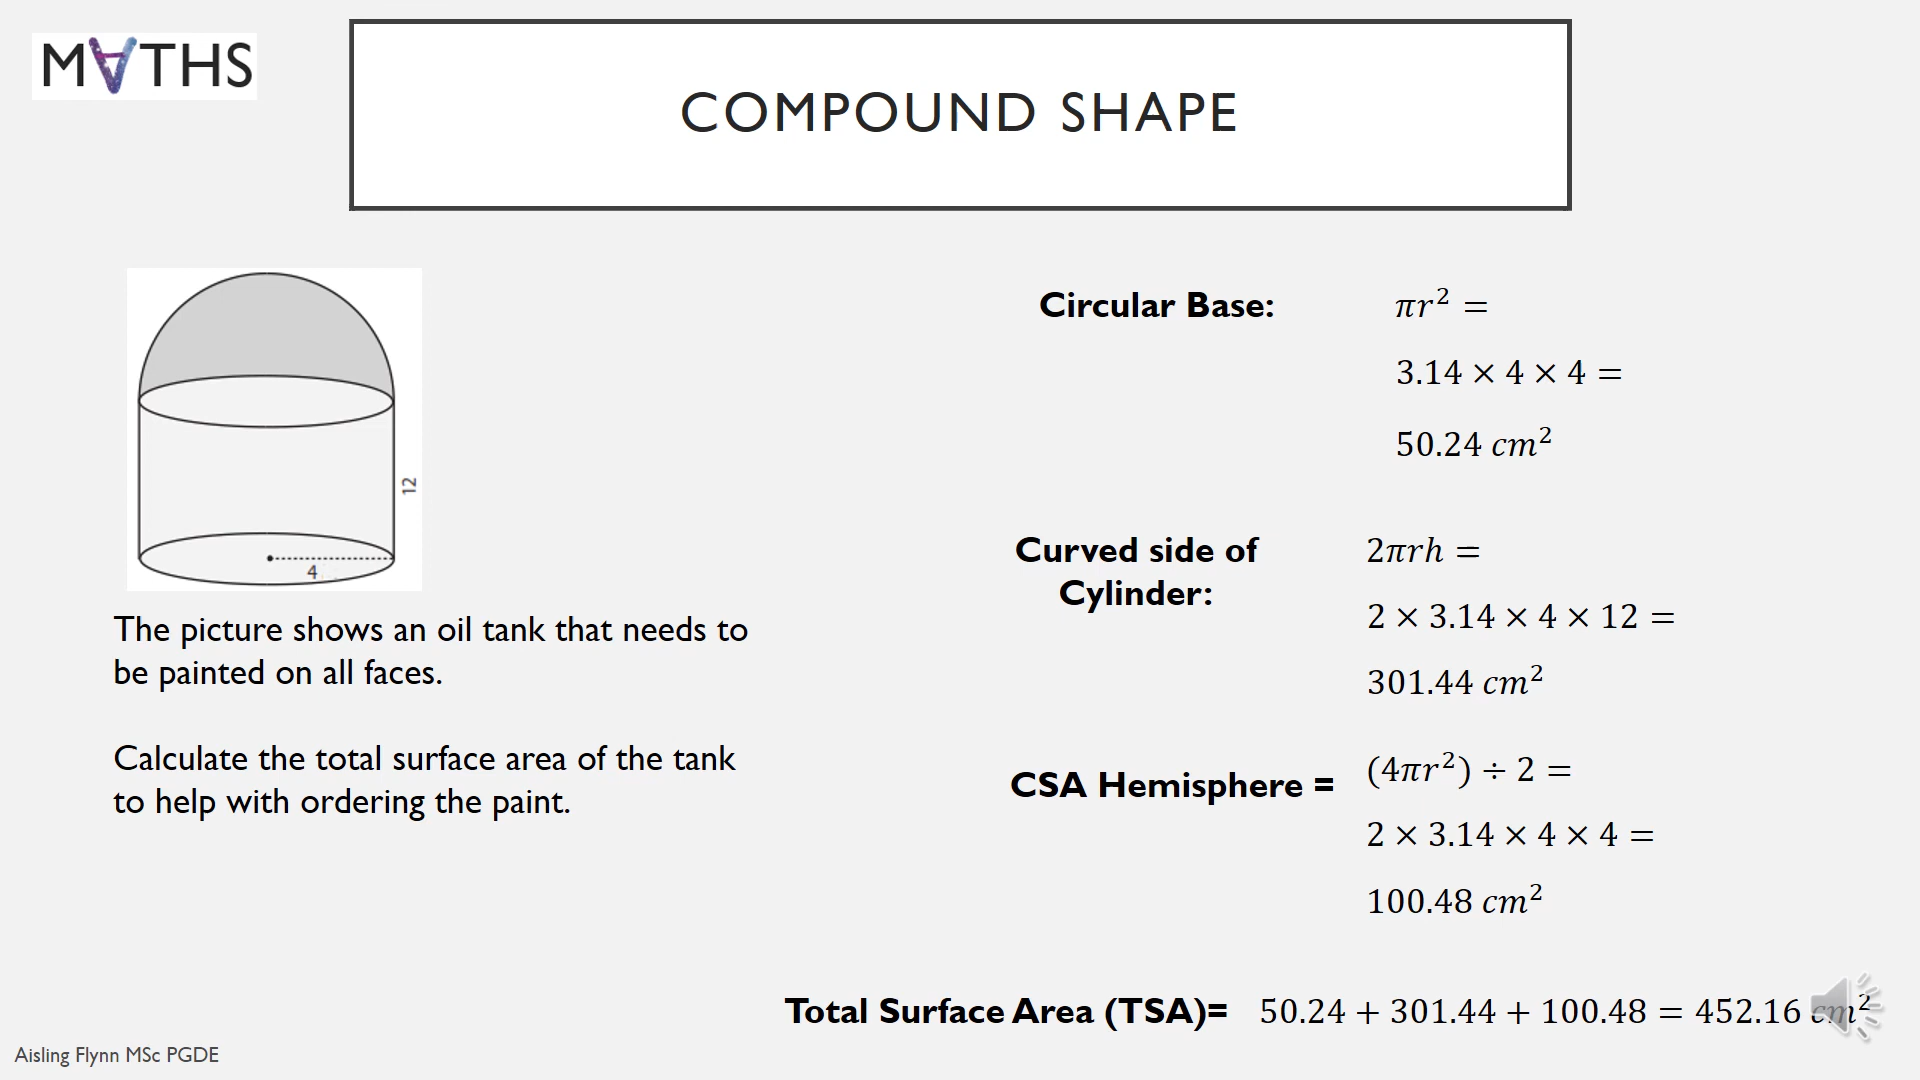 M∀THS
COMPOUND SHAPE
12
4
The picture shows an oil tank that needs to
be painted on all faces.
Calculate the total surface area of the tank
to help with ordering the paint.
Circular Base:
πr² =
3.14 × 4 × 4 =
50.24 cm²
Curved side of
Cylinder:
2πrh =
2 × 3.14 × 4 × 12 =
301.44 cm²
CSA Hemisphere =
(4πr²) ÷ 2 =
2 × 3.14 × 4 × 4 =
100.48 cm²
Total Surface Area (TSA)= 50.24 + 301.44 + 100.48 = 452.16 cm²
Aisling Flynn MSc PGDE